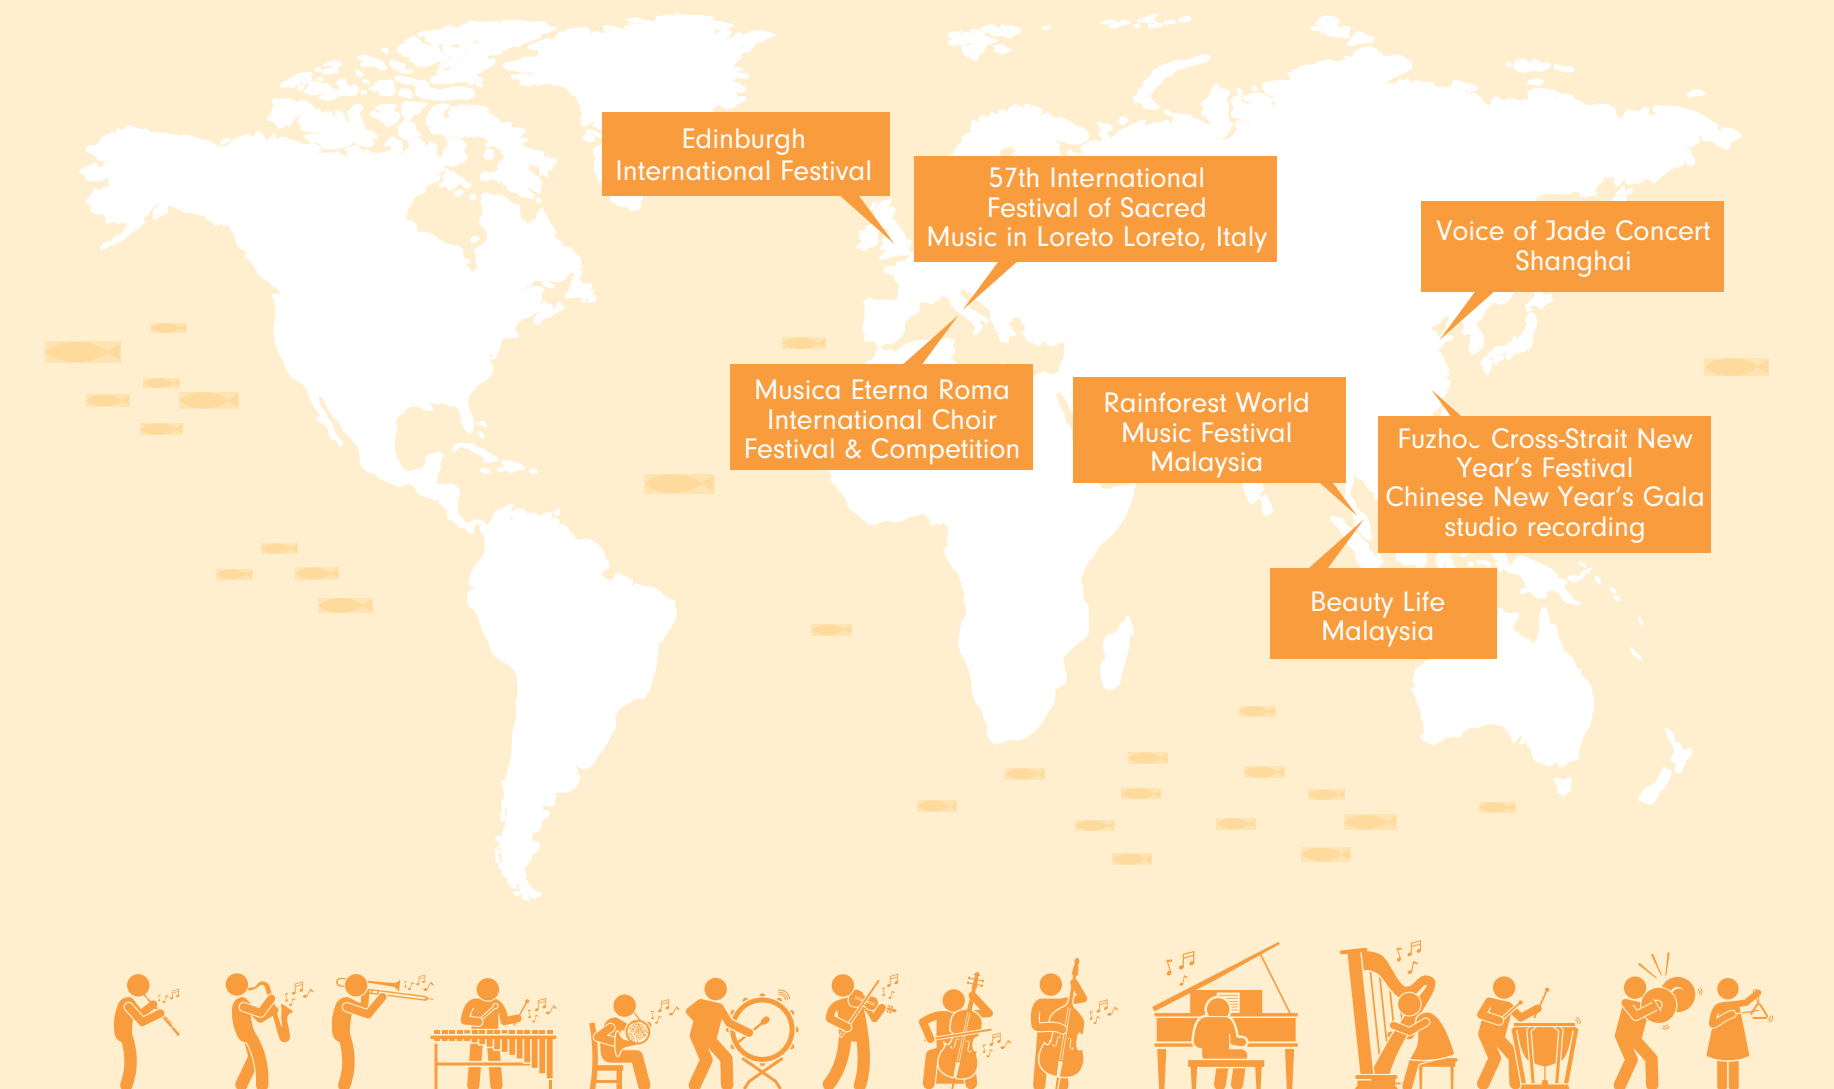 Edinburgh
International Festival
57th International
Festival of Sacred
Music in Loreto Loreto, Italy
Voice of Jade Concert
Shanghai
Musica Eterna Roma
International Choir
Festival & Competition
Rainforest World
Music Festival
Malaysia
Fuzhou Cross-Strait New
Year's Festival
Chinese New Year's Gala
studio recording
Beauty Life
Malaysia